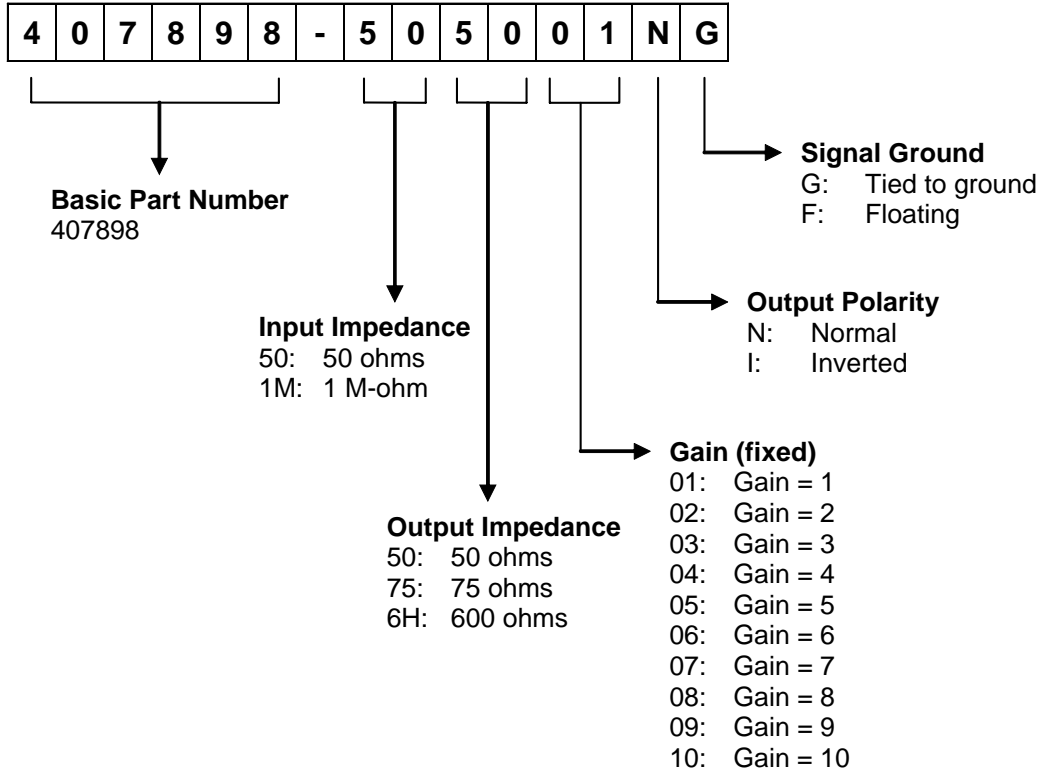 4 0 7 8 9 8 - 5 0 5 0 0 1 N G
Signal Ground
G: Tied to ground
F: Floating
Basic Part Number
407898
Output Polarity
N: Normal
I: Inverted
Input Impedance
50: 50 ohms
1M: 1 M-ohm
Gain (fixed)
01: Gain = 1
02: Gain = 2
03: Gain = 3
04: Gain = 4
05: Gain = 5
06: Gain = 6
07: Gain = 7
08: Gain = 8
09: Gain = 9
10: Gain = 10
Output Impedance
50: 50 ohms
75: 75 ohms
6H: 600 ohms